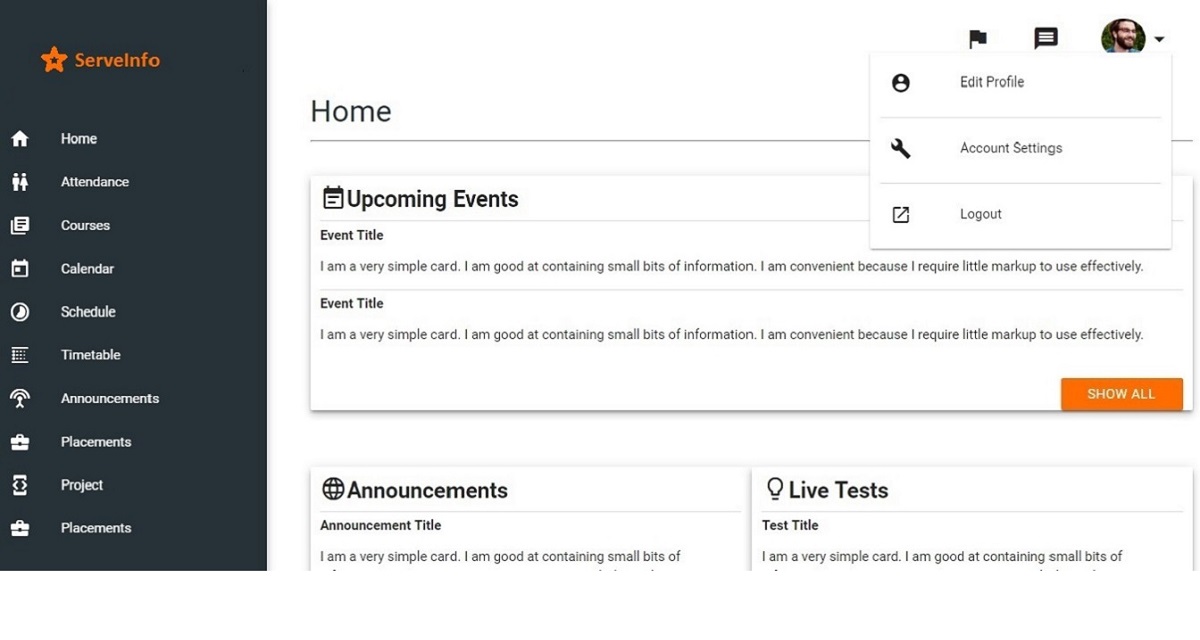 ServeInfo
Home
Attendance
Courses
Calendar
Schedule
Timetable
Announcements
Placements
Project
Placements
Edit Profile
Account Settings
Logout
Home
Upcoming Events
Event Title
I am a very simple card. I am good at containing small bits of information. I am convenient because I require little markup to use effectively.
Event Title
I am a very simple card. I am good at containing small bits of information. I am convenient because I require little markup to use effectively.
SHOW ALL
Announcements
Announcement Title
I am a very simple card. I am good at containing small bits of
Live Tests
Test Title
I am a very simple card. I am good at containing small bits of